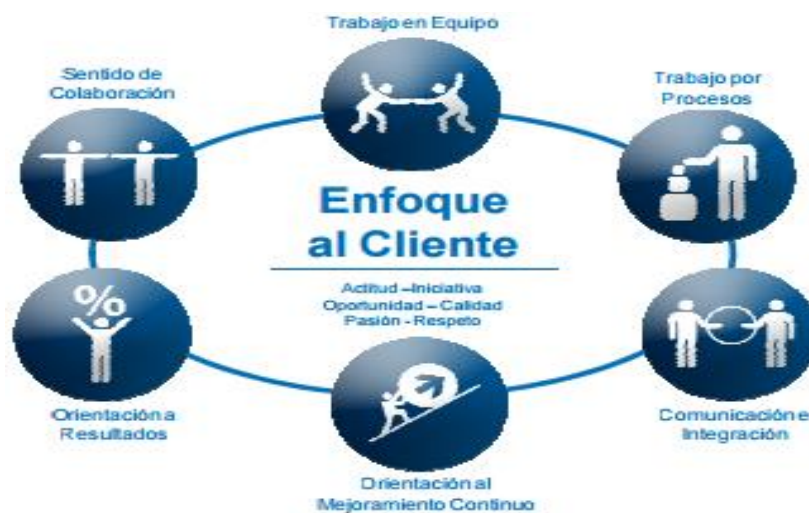 Trabajo en Equipo
Sentido de
Colaboración
Trabajo por
Procesos
Enfoque
al Cliente
Actitud –Iniciativa
Oportunidad – Calidad
Pasión - Respeto
%
Orientación a
Resultados
Comunicación e
Integración
Orientación al
Mejoramiento Continuo